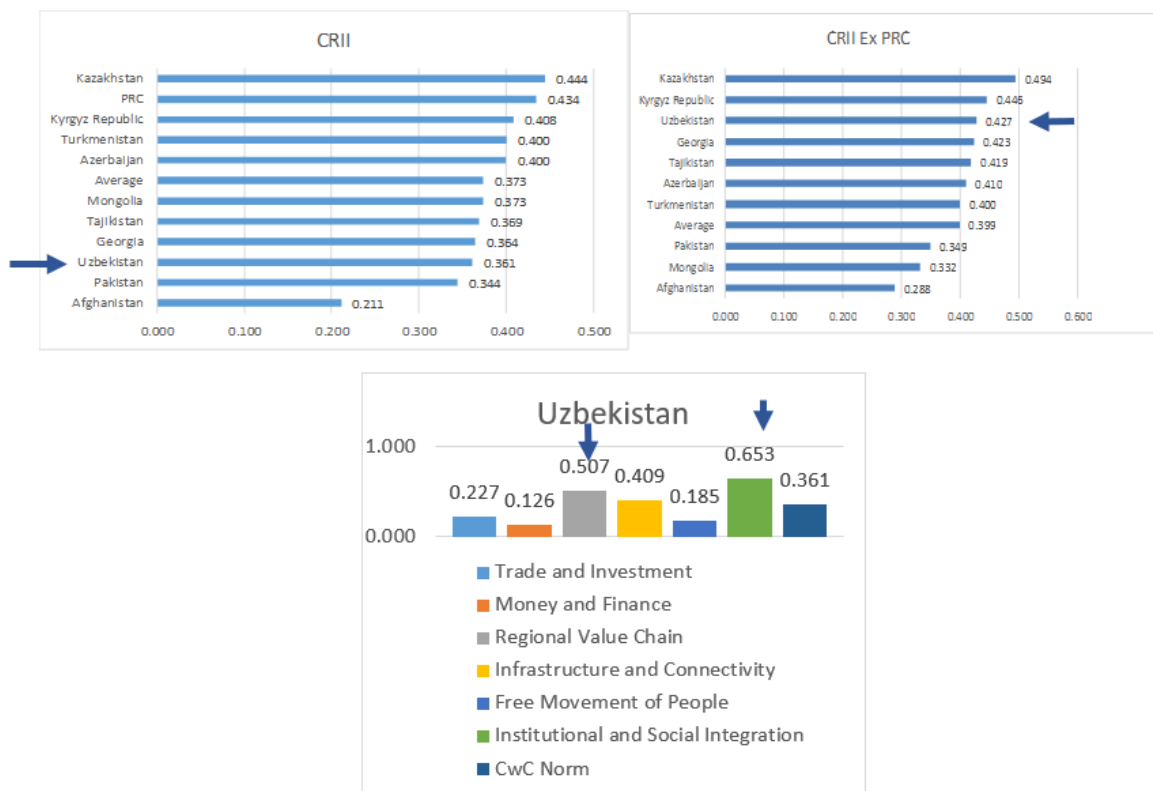 CRII
Kazakhstan 0.444
PRC 0.434
Kyrgyz Republic 0.408
Turkmenistan 0.400
Azerbaijan 0.400
Average 0.373
Mongolia 0.373
Tajikistan 0.369
Georgia 0.364
Uzbekistan 0.361
Pakistan 0.344
Afghanistan 0.211
0.000 0.100 0.200 0.300 0.400 0.500
CRII Ex PRC
Kazakhstan 0.494
Kyrgyz Republic 0.446
Uzbekistan 0.427
Georgia 0.423
Tajikistan 0.419
Azerbaijan 0.410
Turkmenistan 0.400
Average 0.399
Pakistan 0.349
Mongolia 0.332
Afghanistan 0.288
0.000 0.100 0.200 0.300 0.400 0.500 0.600
Uzbekistan
1.000
0.000
0.227 0.126 0.507 0.409 0.185 0.653 0.361
Trade and Investment
Money and Finance
Regional Value Chain
Infrastructure and Connectivity
Free Movement of People
Institutional and Social Integration
CwC Norm